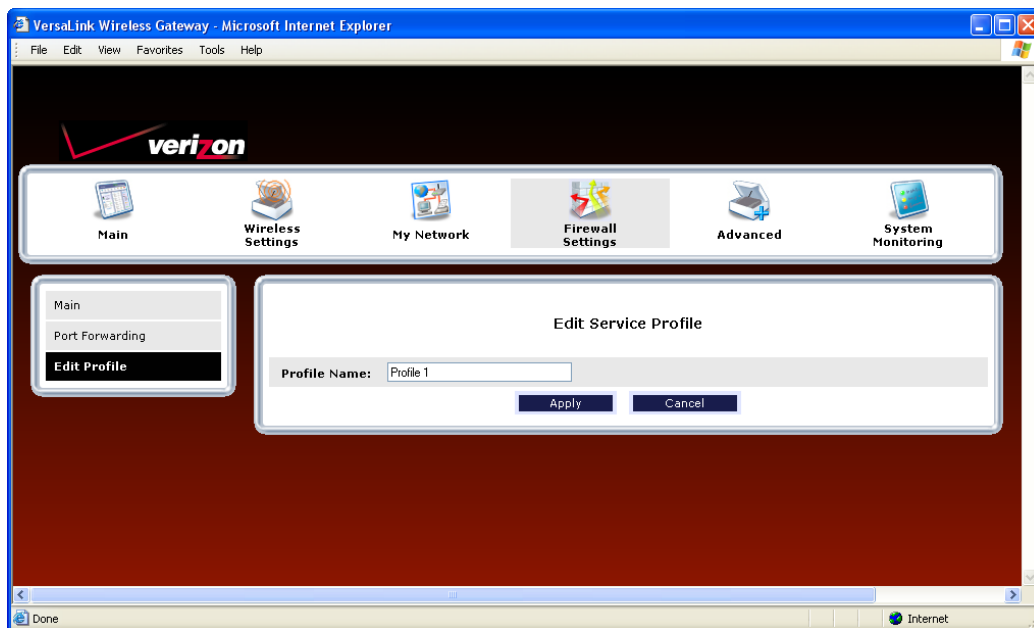 VersaLink Wireless Gateway - Microsoft Internet Explorer
File Edit View Favorites Tools Help
verizon
Main
Wireless Settings
My Network
Firewall Settings
Advanced
System Monitoring
Main
Port Forwarding
Edit Profile
Edit Service Profile
Profile Name: Profile 1
Apply Cancel
Done Internet